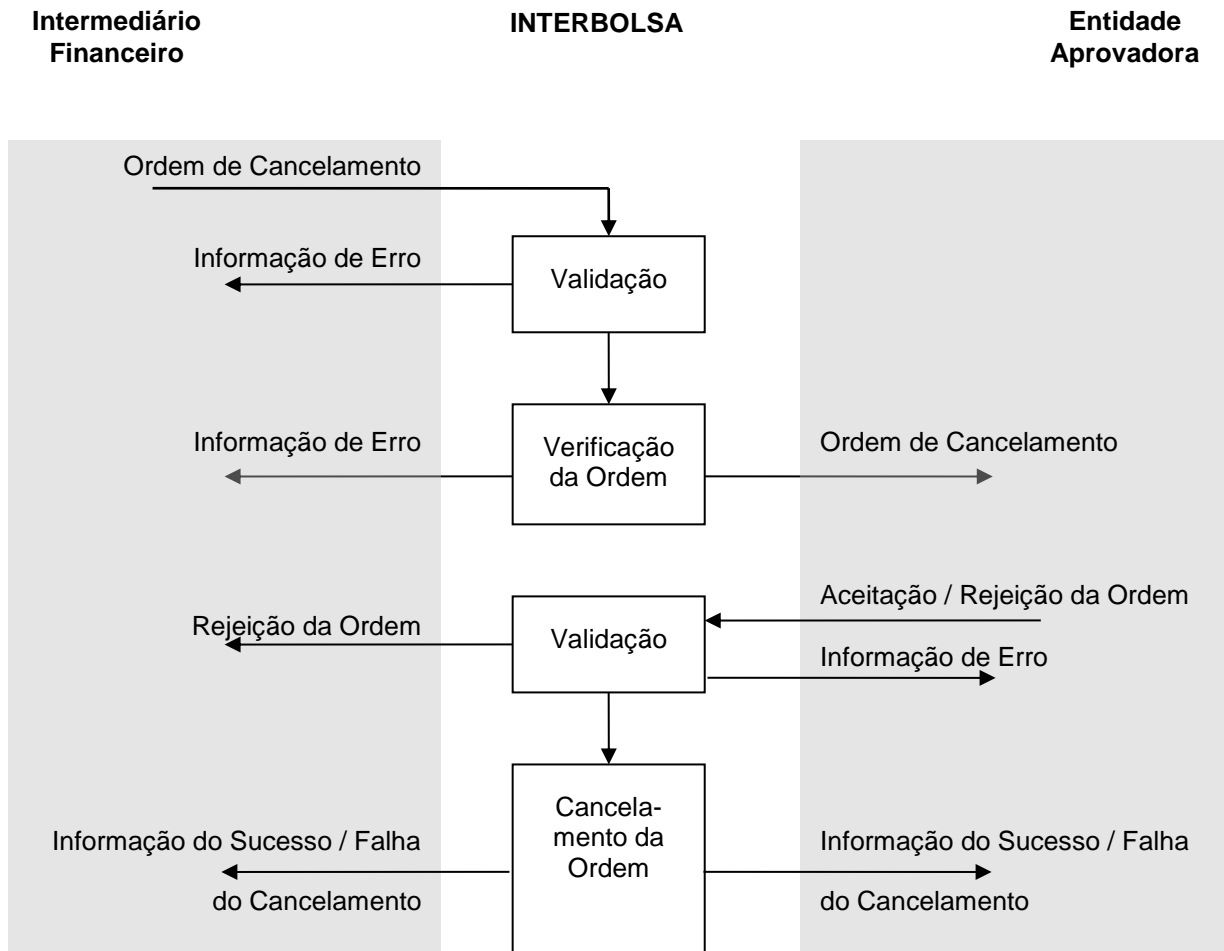 Intermediário
Financeiro
INTERBOLSA
Entidade
Aprovadora
Ordem de Cancelamento
Informação de Erro
Validação
Informação de Erro
Verificação
da Ordem
Ordem de Cancelamento
Aceitação / Rejeição da Ordem
Rejeição da Ordem
Validação
Informação de Erro
Cancela-
mento da
Ordem
Informação do Sucesso / Falha
do Cancelamento
Informação do Sucesso / Falha
do Cancelamento